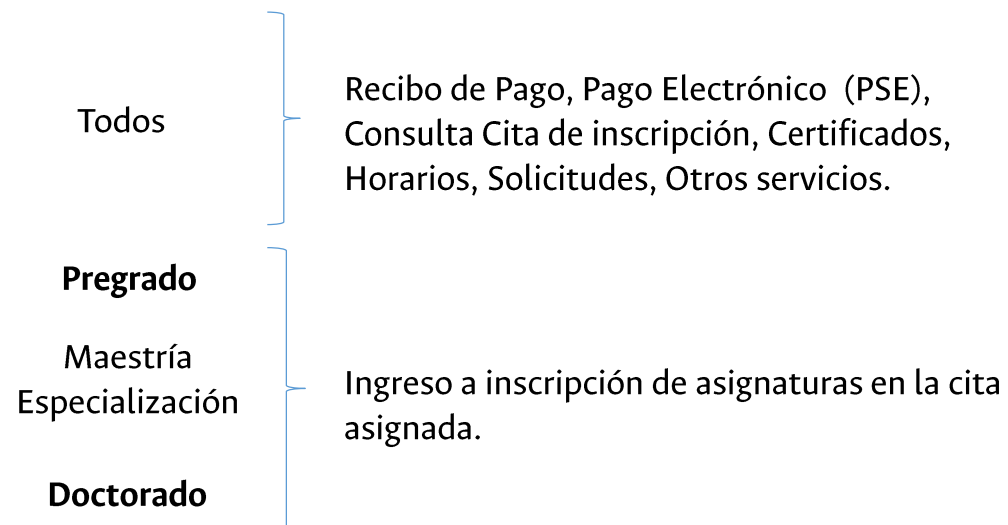 Todos
Recibo de Pago, Pago Electrónico (PSE),
Consulta Cita de inscripción, Certificados,
Horarios, Solicitudes, Otros servicios.
Pregrado
Maestría
Especialización
Doctorado
Ingreso a inscripción de asignaturas en la cita
asignada.